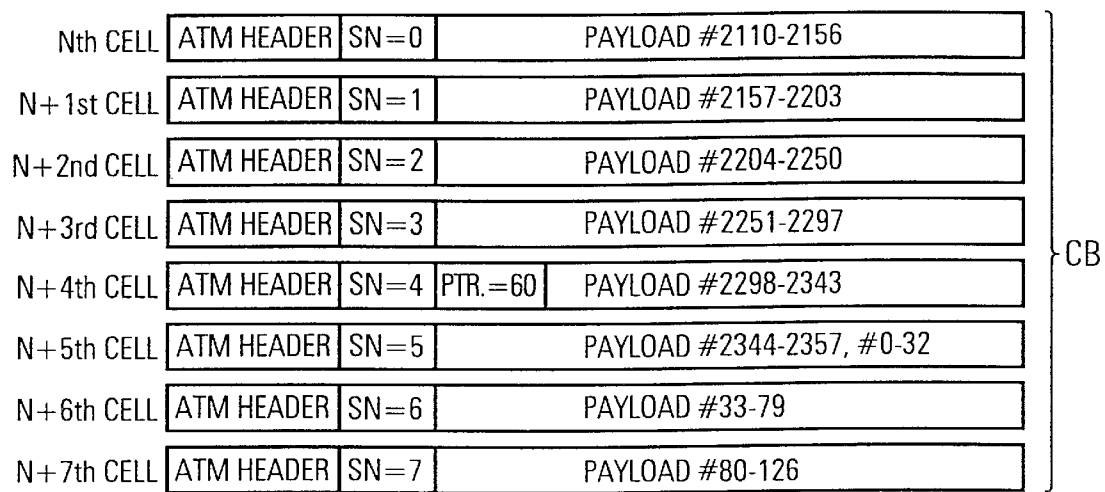 Nth CELL ATM HEADER SN=0 PAYLOAD #2110-2156
N+1st CELL ATM HEADER SN=1 PAYLOAD #2157-2203
N+2nd CELL ATM HEADER SN=2 PAYLOAD #2204-2250
N+3rd CELL ATM HEADER SN=3 PAYLOAD #2251-2297
CB
N+4th CELL ATM HEADER SN=4 PTR.=60 PAYLOAD #2298-2343
N+5th CELL ATM HEADER SN=5 PAYLOAD #2344-2357, #0-32
N+6th CELL ATM HEADER SN=6 PAYLOAD #33-79
N+7th CELL ATM HEADER SN=7 PAYLOAD #80-126